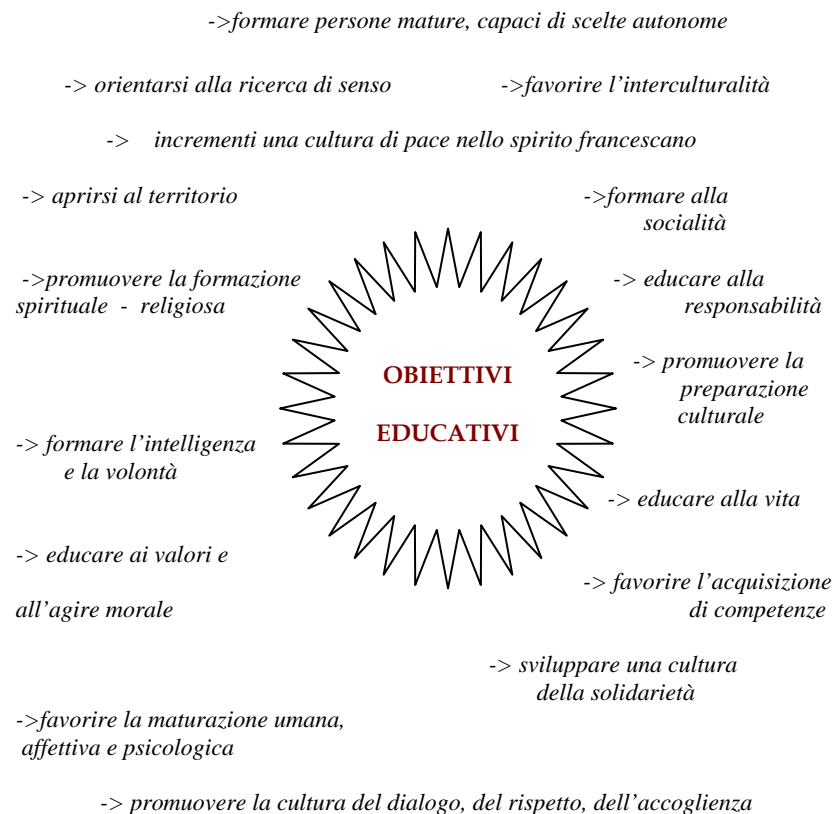 ->formare persone mature, capaci di scelte autonome
-> orientarsi alla ricerca di senso ->favorire l'interculturalità
-> incrementi una cultura di pace nello spirito francescano
-> aprirsi al territorio
->formare alla
socialità
->promuovere la formazione
spirituale - religiosa
-> educare alla
responsabilità
-> promuovere la
preparazione
culturale
OBIETTIVI
EDUCATIVI
-> formare l'intelligenza
e la volontà
-> educare alla vita
-> educare ai valori e
all'agire morale
-> favorire l'acquisizione
di competenze
-> sviluppare una cultura
della solidarietà
->favorire la maturazione umana,
affettiva e psicologica
-> promuovere la cultura del dialogo, del rispetto, dell'accoglienza